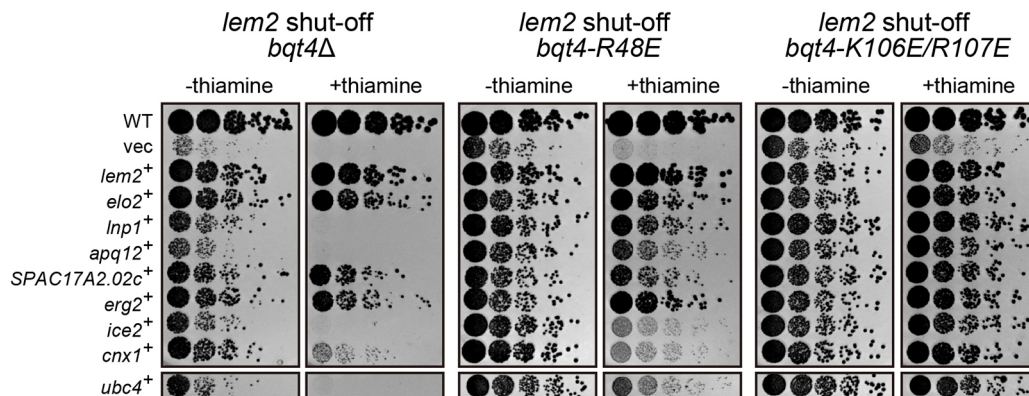 lem2 shut-off
bqt4Δ
lem2 shut-off
bqt4-R48E
lem2 shut-off
bqt4-K106E/R107E
-thiamine
+thiamine
-thiamine
+thiamine
-thiamine
+thiamine
WT
vec
lem2⁺
elo2⁺
lnp1⁺
apq12⁺
SPAC17A2.02c⁺
erg2⁺
ice2⁺
cnx1⁺
ubc4⁺